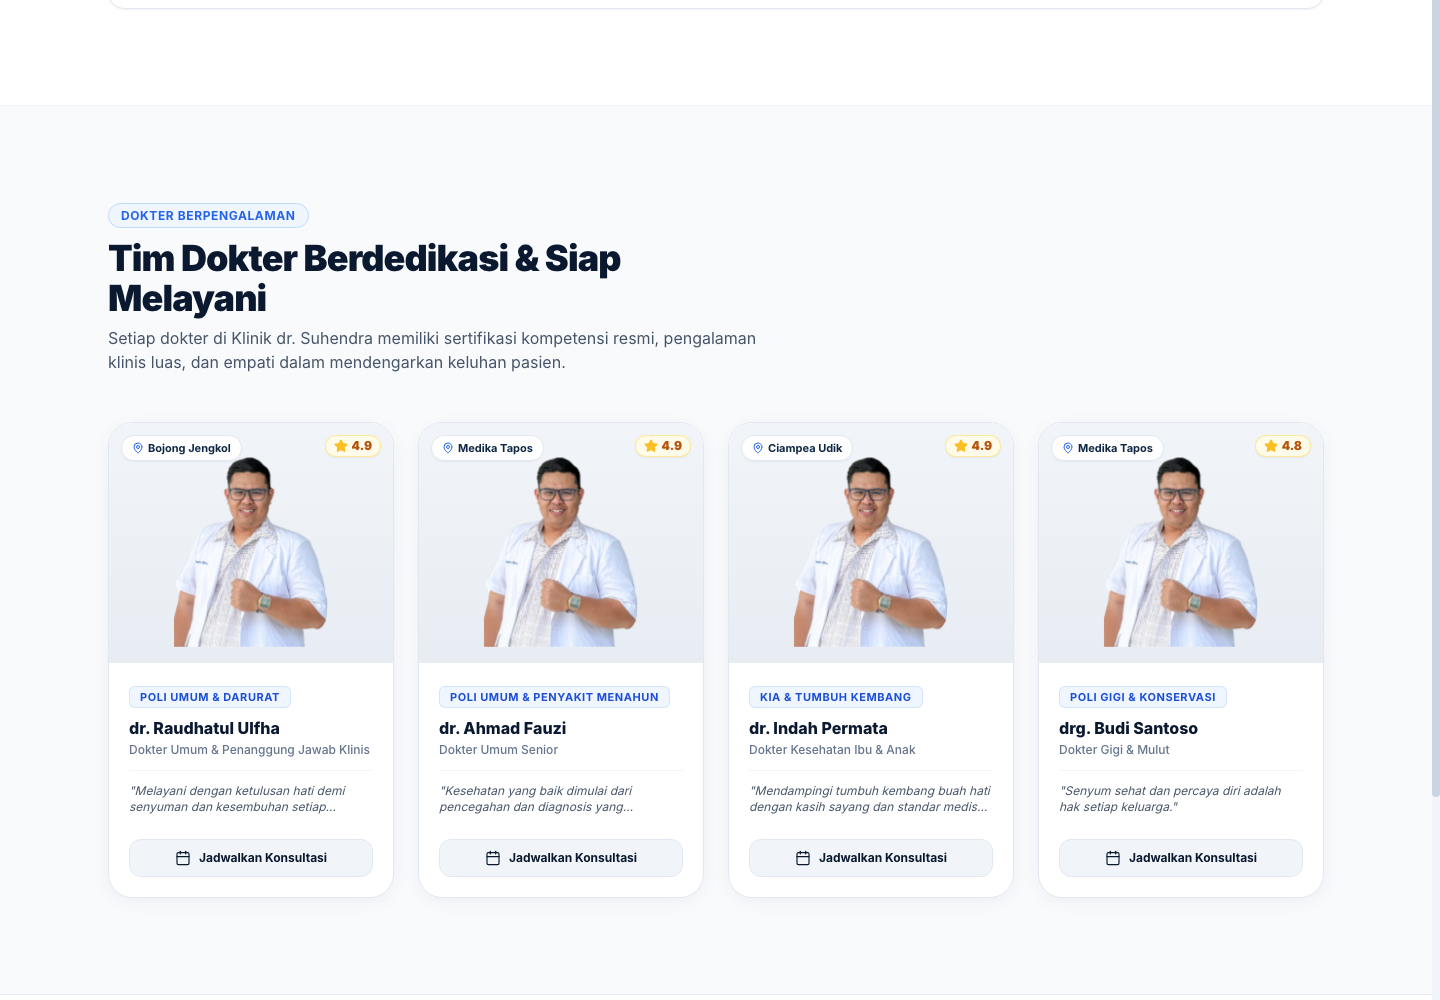 DOKTER BERPENGALAMAN
Tim Dokter Berdedikasi & Siap
Melayani
Setiap dokter di Klinik dr. Suhendra memiliki sertifikasi kompetensi resmi, pengalaman
klinis luas, dan empati dalam mendengarkan keluhan pasien.
Bojong Jengkol
4.9
POLI UMUM & DARURAT
dr. Raudhatul Ulfha
Dokter Umum & Penanggung Jawab Klinis
"Melayani dengan ketulusan hati demi
senyuman dan kesembuhan setiap...
Jadwalkan Konsultasi
Medika Tapos
4.9
POLI UMUM & PENYAKIT MENAHUN
dr. Ahmad Fauzi
Dokter Umum Senior
"Kesehatan yang baik dimulai dari
pencegahan dan diagnosis yang...
Jadwalkan Konsultasi
Ciampea Udik
4.9
KIA & TUMBUH KEMBANG
dr. Indah Permata
Dokter Kesehatan Ibu & Anak
"Mendampingi tumbuh kembang buah hati
dengan kasih sayang dan standar medis...
Jadwalkan Konsultasi
Medika Tapos
4.8
POLI GIGI & KONSERVASI
drg. Budi Santoso
Dokter Gigi & Mulut
"Senyum sehat dan percaya diri adalah
hak setiap keluarga."
Jadwalkan Konsultasi